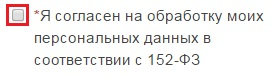 *Я согласен на обработку моих
персональных данных в
соответствии с 152-ФЗ